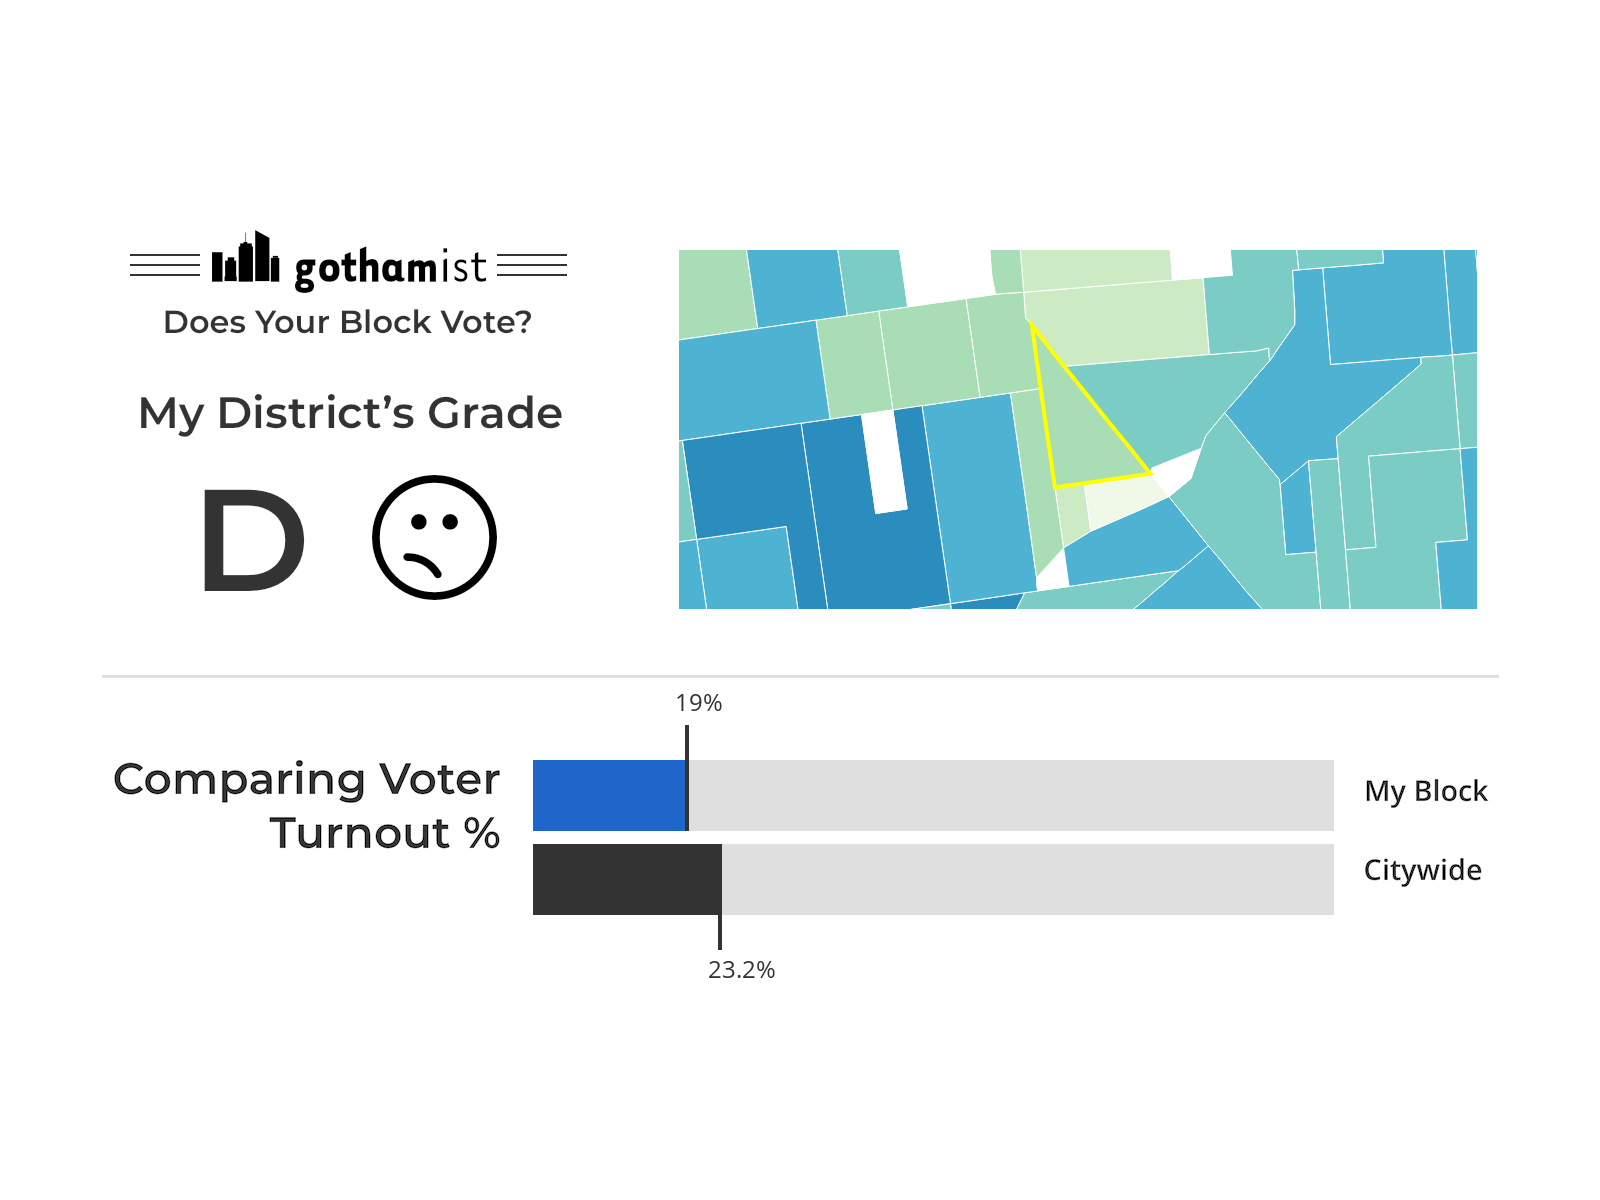 gothamist
Does Your Block Vote?
My District’s Grade
D
19%
Comparing Voter
Turnout %
My Block
Citywide
23.2%